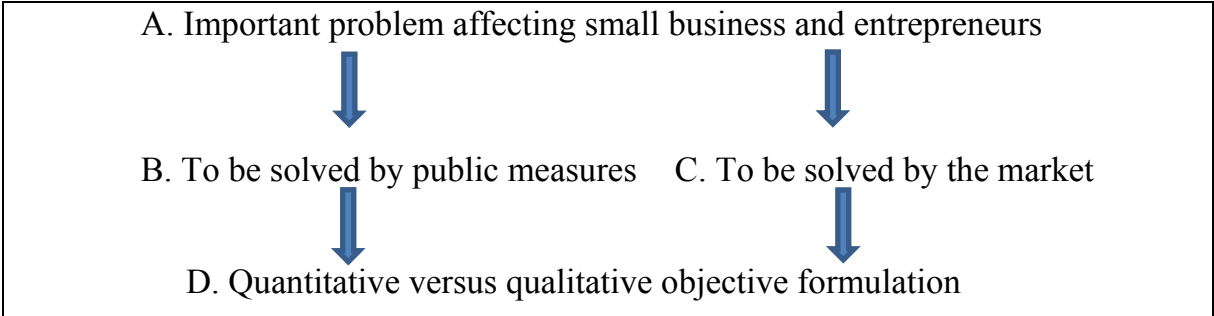 A. Important problem affecting small business and entrepreneurs
B. To be solved by public measures C. To be solved by the market
D. Quantitative versus qualitative objective formulation